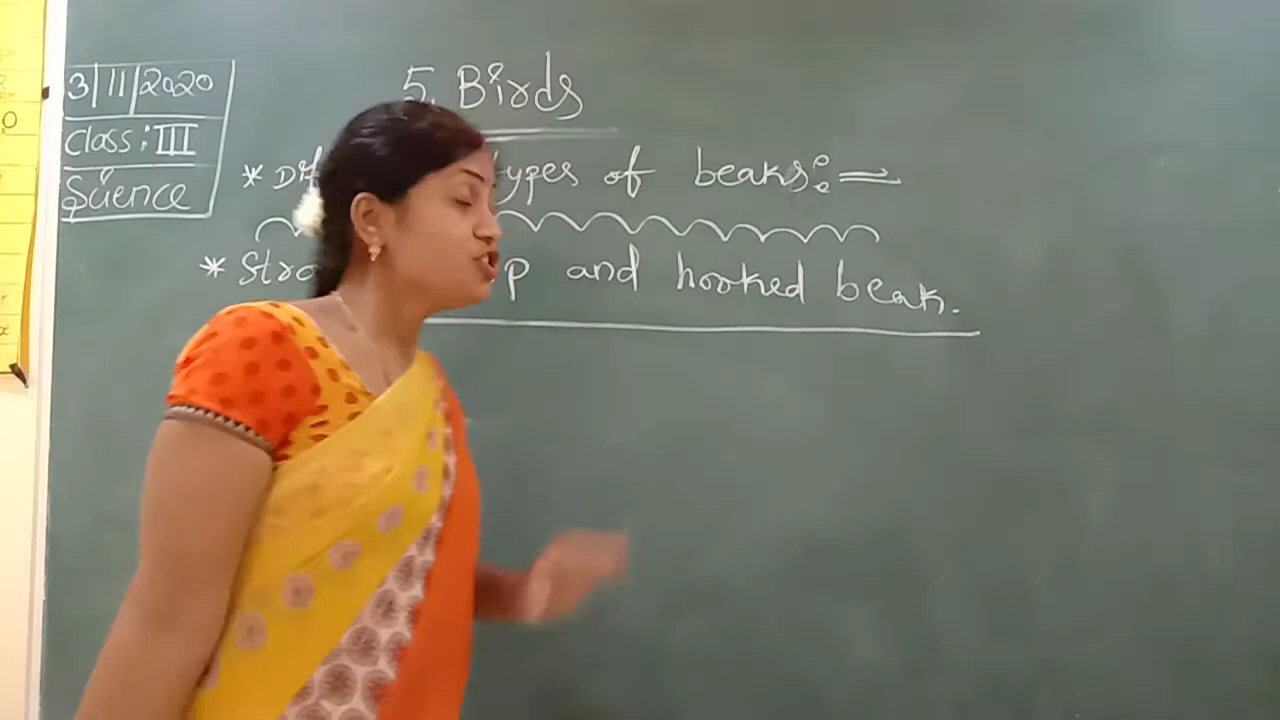 3/11/2020
Class: III
Science
5. Birds
* types of beaks:-
* and hooked beak.